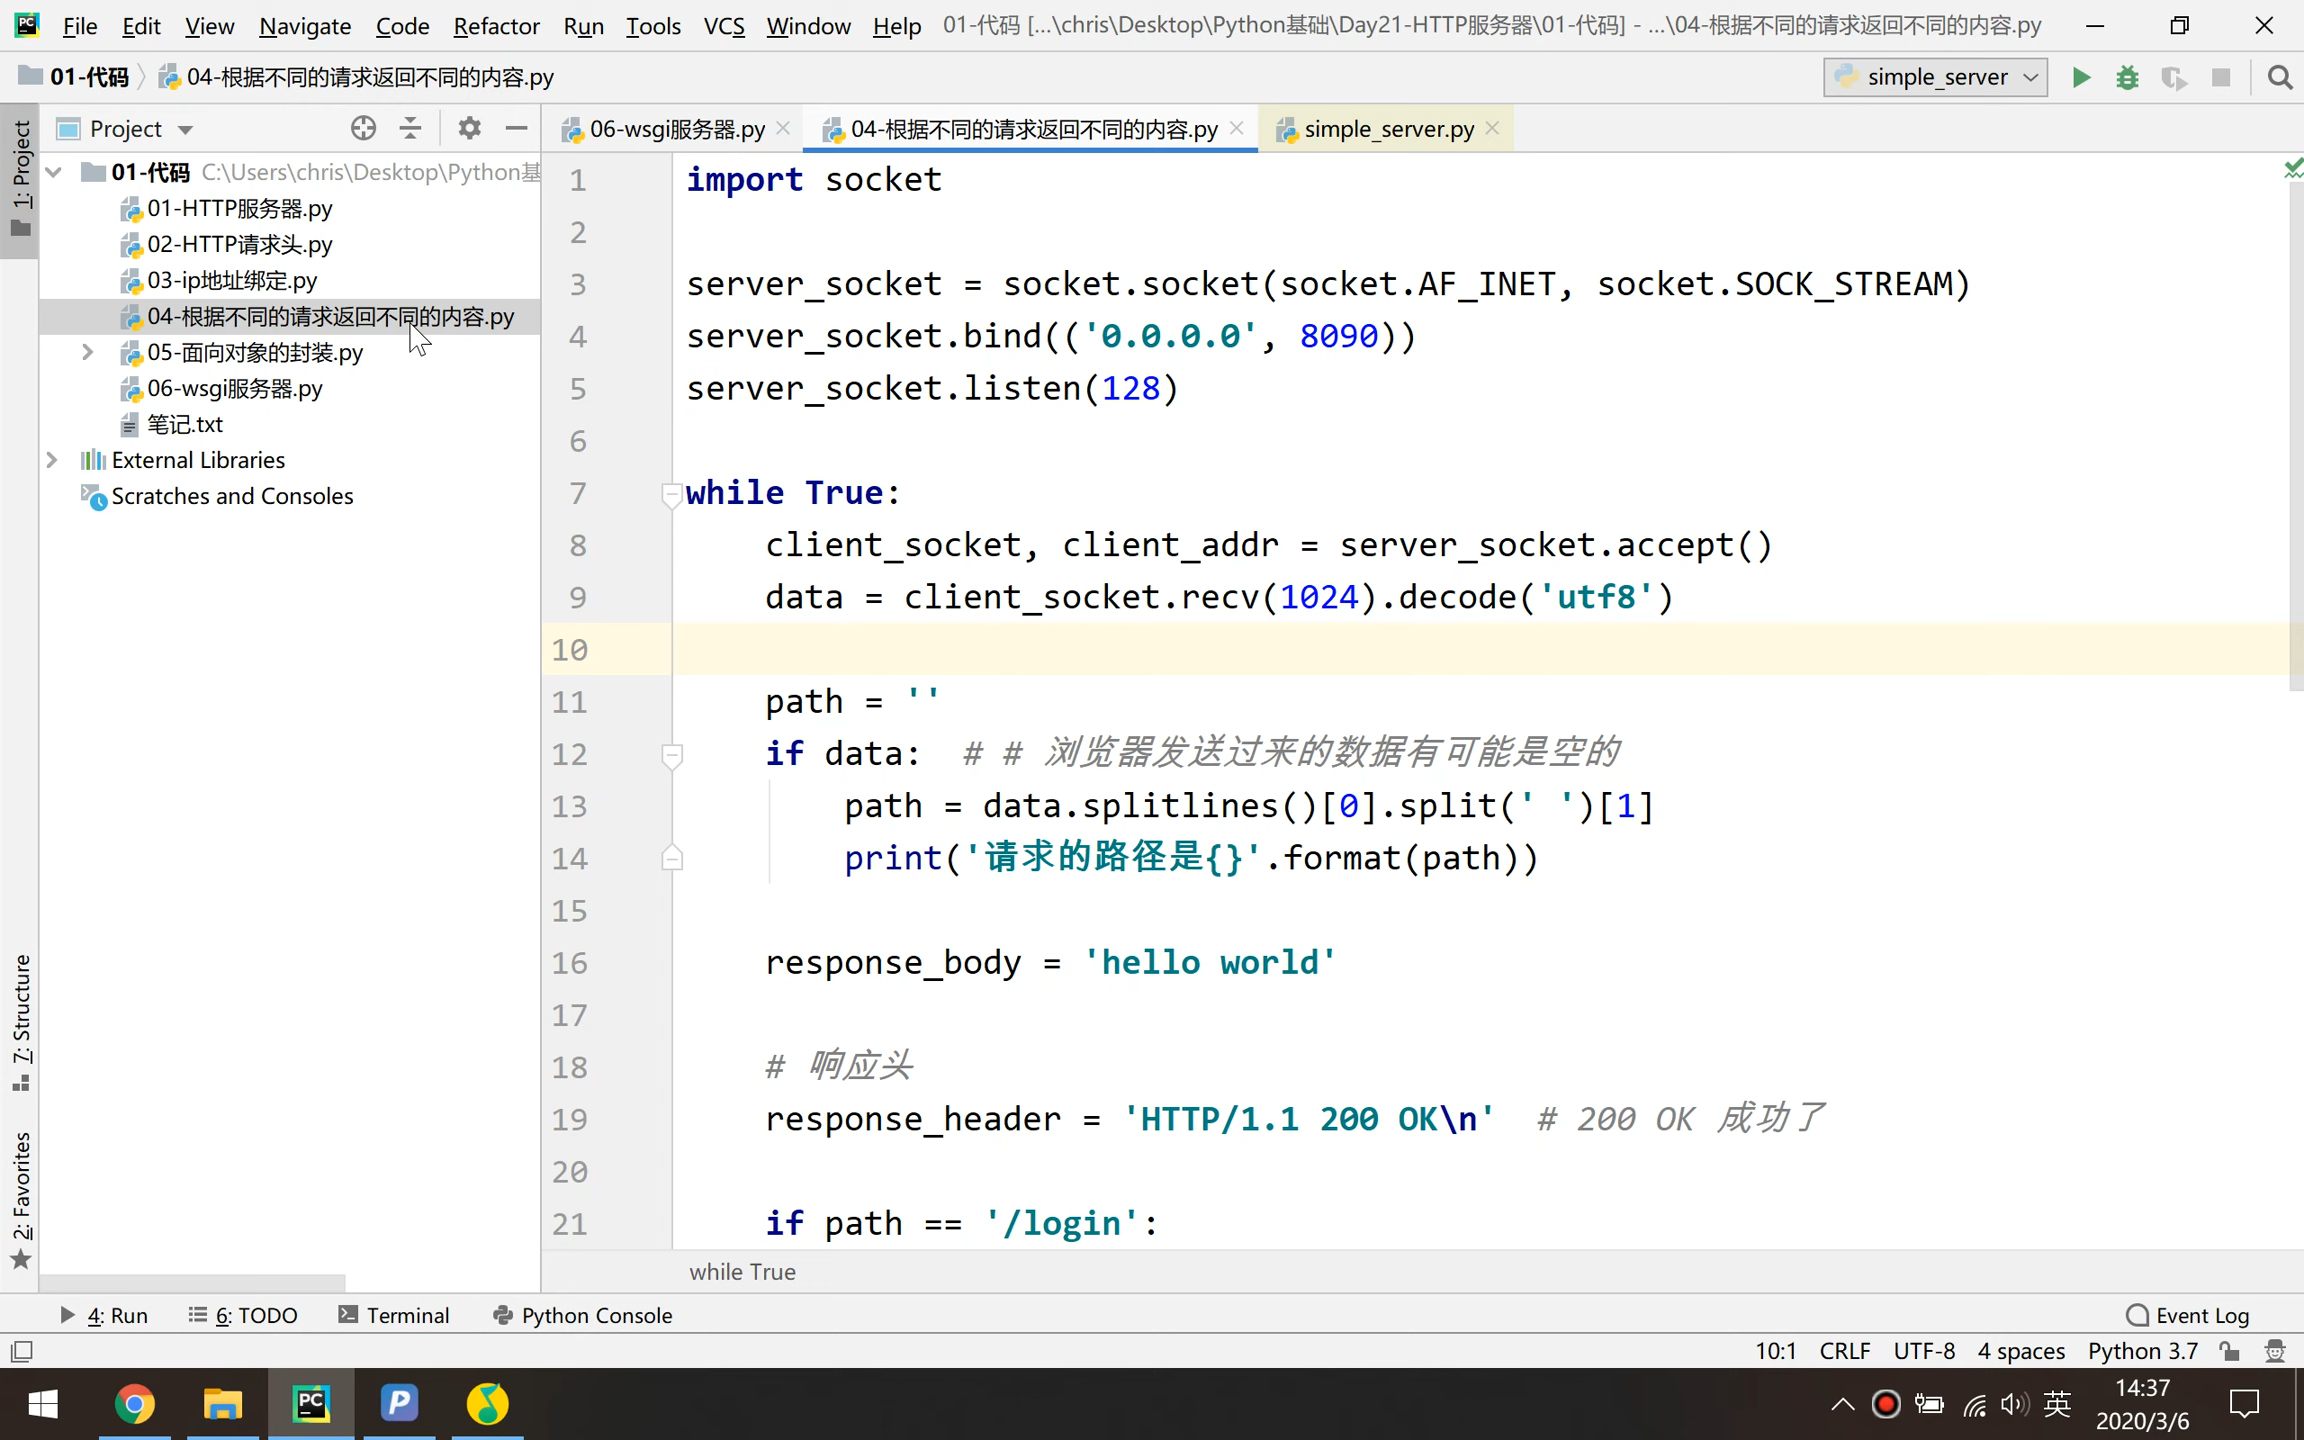 File Edit View Navigate Code Refactor Run Tools VCS Window Help 01-代码 [...\chris\Desktop\Python基础\Day21-HTTP服务器\01-代码] - ...\04-根据不同的请求返回不同的内容.py
01-代码 04-根据不同的请求返回不同的内容.py simple_server
Project
06-wsgi服务器.py 04-根据不同的请求返回不同的内容.py simple_server.py
1: Project
01-代码 C:\Users\chris\Desktop\Python基
01-HTTP服务器.py
02-HTTP请求头.py
03-ip地址绑定.py
04-根据不同的请求返回不同的内容.py
05-面向对象的封装.py
06-wsgi服务器.py
笔记.txt
External Libraries
Scratches and Consoles
7: Structure
2: Favorites
1 import socket
2
3 server_socket = socket.socket(socket.AF_INET, socket.SOCK_STREAM)
4 server_socket.bind(('0.0.0.0', 8090))
5 server_socket.listen(128)
6
7 while True:
8 client_socket, client_addr = server_socket.accept()
9 data = client_socket.recv(1024).decode('utf8')
10
11 path = ''
12 if data: # # 浏览器发送过来的数据有可能是空的
13 path = data.splitlines()[0].split(' ')[1]
14 print('请求的路径是{}'.format(path))
15
16 response_body = 'hello world'
17
18 # 响应头
19 response_header = 'HTTP/1.1 200 OK\n' # 200 OK 成功了
20
21 if path == '/login':
while True
4: Run 6: TODO Terminal Python Console Event Log
10:1 CRLF UTF-8 4 spaces Python 3.7
PC P 英 14:37
2020/3/6